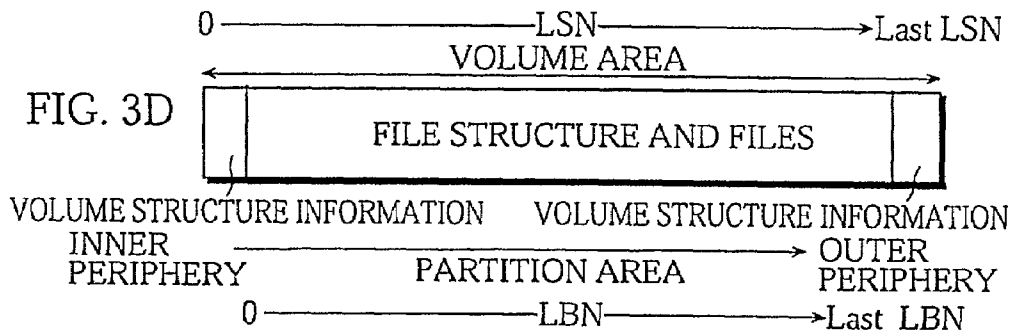 0 LSN Last LSN
VOLUME AREA
FIG. 3D
FILE STRUCTURE AND FILES
VOLUME STRUCTURE INFORMATION VOLUME STRUCTURE INFORMATION
INNER PERIPHERY
PARTITION AREA
OUTER PERIPHERY
0 LBN Last LBN